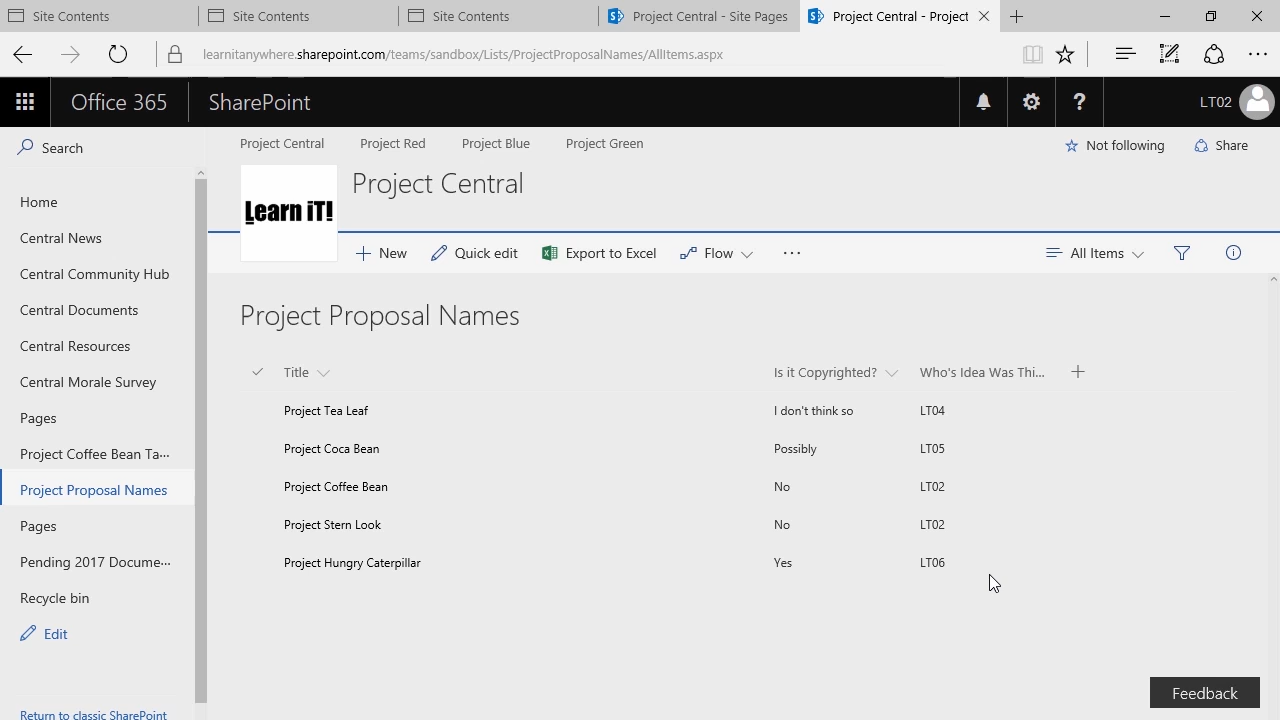 Site Contents
Site Contents
Site Contents
Project Central - Site Pages
Project Central - Project
learnitanywhere.sharepoint.com/teams/sandbox/Lists/ProjectProposalNames/AllItems.aspx
Office 365
SharePoint
?
LT02
Search
Project Central
Project Red
Project Blue
Project Green
Not following
Share
Learn iT!
Project Central
New
Quick edit
Export to Excel
Flow
...
All Items
Home
Central News
Central Community Hub
Central Documents
Central Resources
Central Morale Survey
Pages
Project Coffee Bean Ta...
Project Proposal Names
Pages
Pending 2017 Docume...
Recycle bin
Edit
Return to classic SharePoint
Project Proposal Names
Title Is it Copyrighted? Who's Idea Was Thi...
Project Tea Leaf I don't think so LT04
Project Coca Bean Possibly LT05
Project Coffee Bean No LT02
Project Stern Look No LT02
Project Hungry Caterpillar Yes LT06
Feedback